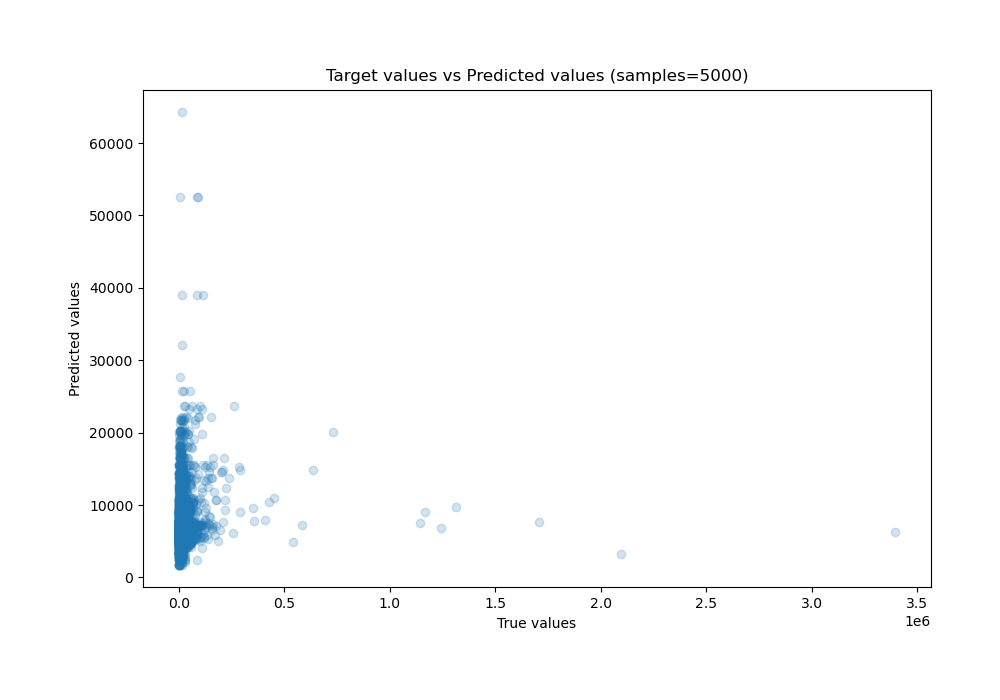 Target values vs Predicted values (samples=5000)
Predicted values
60000
50000
40000
30000
20000
10000
0
0.0 0.5 1.0 1.5 2.0 2.5 3.0 3.5
1e6
True values